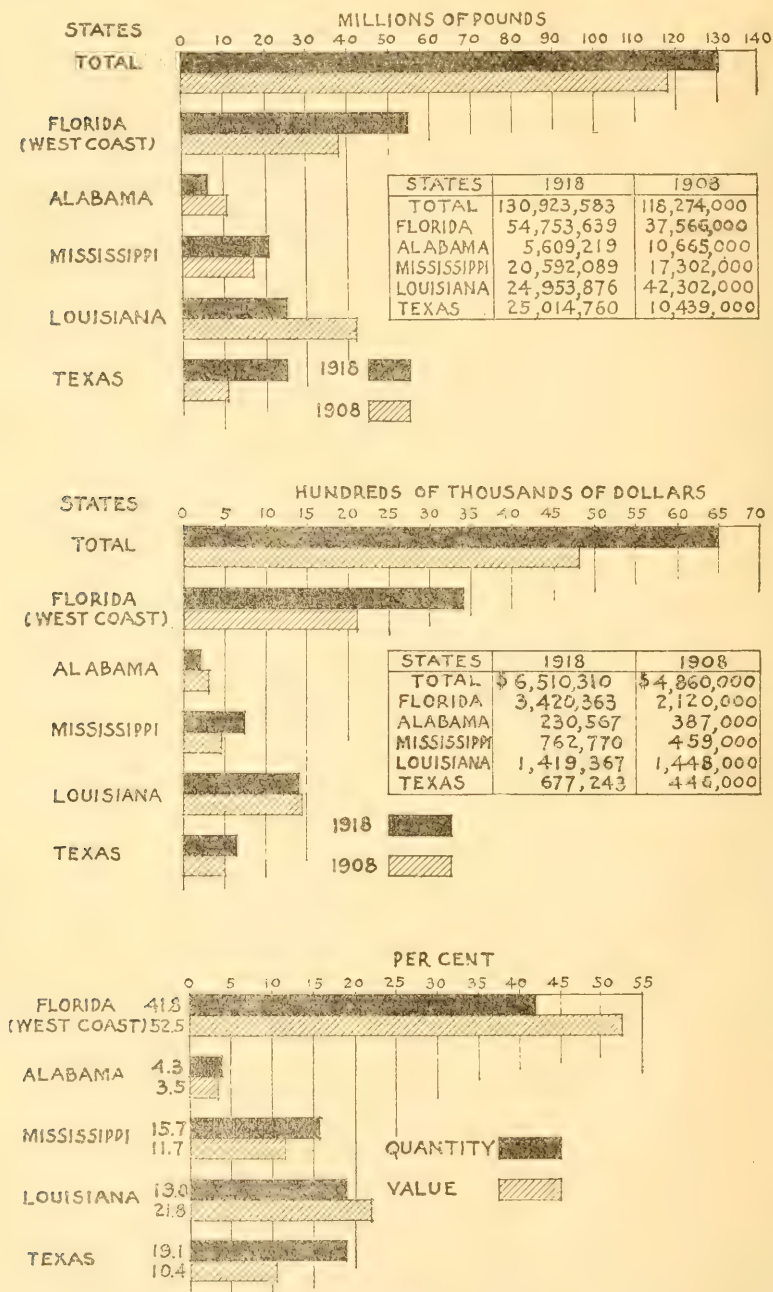 MILLIONS OF POUNDS
STATES 0 10 20 30 40 50 60 70 80 90 100 110 120 130 140
TOTAL
FLORIDA
(WEST COAST)
ALABAMA
MISSISSIPPI
LOUISIANA
TEXAS
STATES 1918 1908
TOTAL 130,923,583 118,274,000
FLORIDA 54,753,639 37,566,000
ALABAMA 5,609,219 10,665,000
MISSISSIPPI 20,592,089 17,302,000
LOUISIANA 24,953,876 42,302,000
TEXAS 25,014,760 10,439,000
1918
1908
HUNDREDS OF THOUSANDS OF DOLLARS
STATES 0 5 10 15 20 25 30 35 40 45 50 55 60 65 70
TOTAL
FLORIDA
(WEST COAST)
ALABAMA
MISSISSIPPI
LOUISIANA
TEXAS
STATES 1918 1908
TOTAL $6,510,310 $4,860,000
FLORIDA 3,420,363 2,120,000
ALABAMA 230,567 387,000
MISSISSIPPI 762,770 459,000
LOUISIANA 1,419,367 1,448,000
TEXAS 677,243 446,000
1918
1908
PER CENT
0 5 10 15 20 25 30 35 40 45 50 55
FLORIDA 41.8
(WEST COAST) 52.5
ALABAMA 4.3
3.5
MISSISSIPPI 15.7
11.7
LOUISIANA 19.0
21.8
TEXAS 19.1
10.4
QUANTITY
VALUE